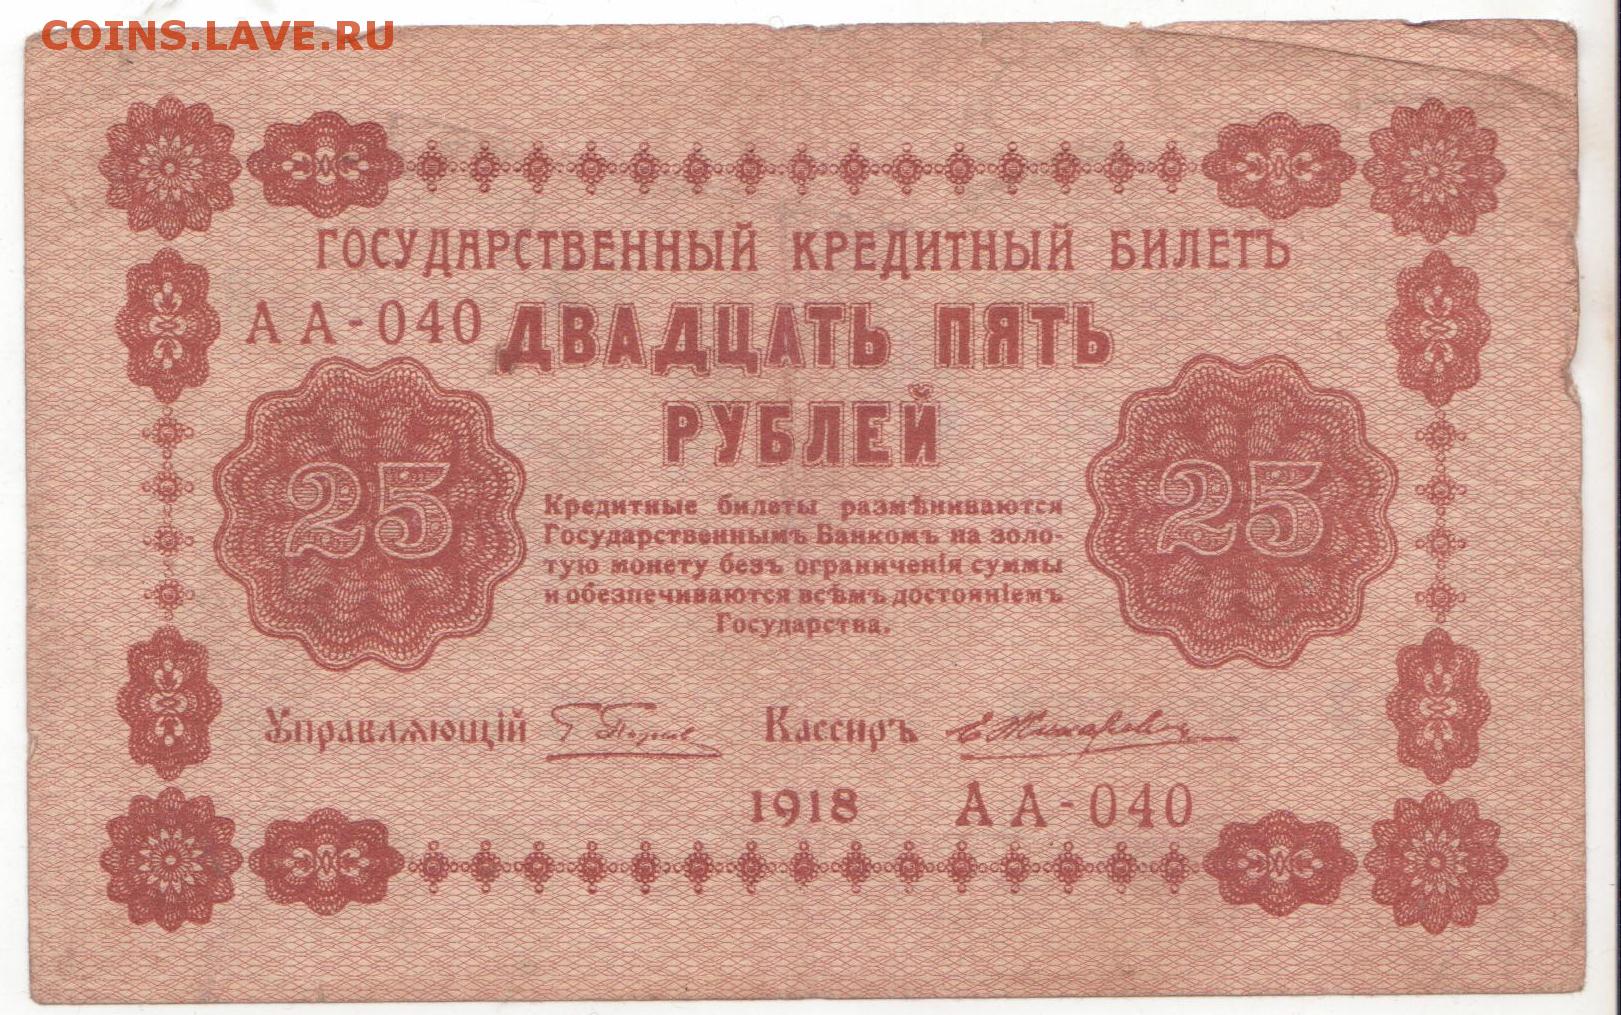 COINS.LAVE.RU
ГОСУДАРСТВЕННЫЙ КРЕДИТНЫЙ БИЛЕТЪ
АА-040 ДВАДЦАТЬ ПЯТЬ
РУБЛЕЙ
25 25
Кредитные билеты размѣниваются
Государственнымъ Банкомъ на золо-
тую монету безъ ограниченія суммы
и обезпечиваются всѣмъ достояніемъ
Государства.
Управляющій Кассиръ
1918 АА-040